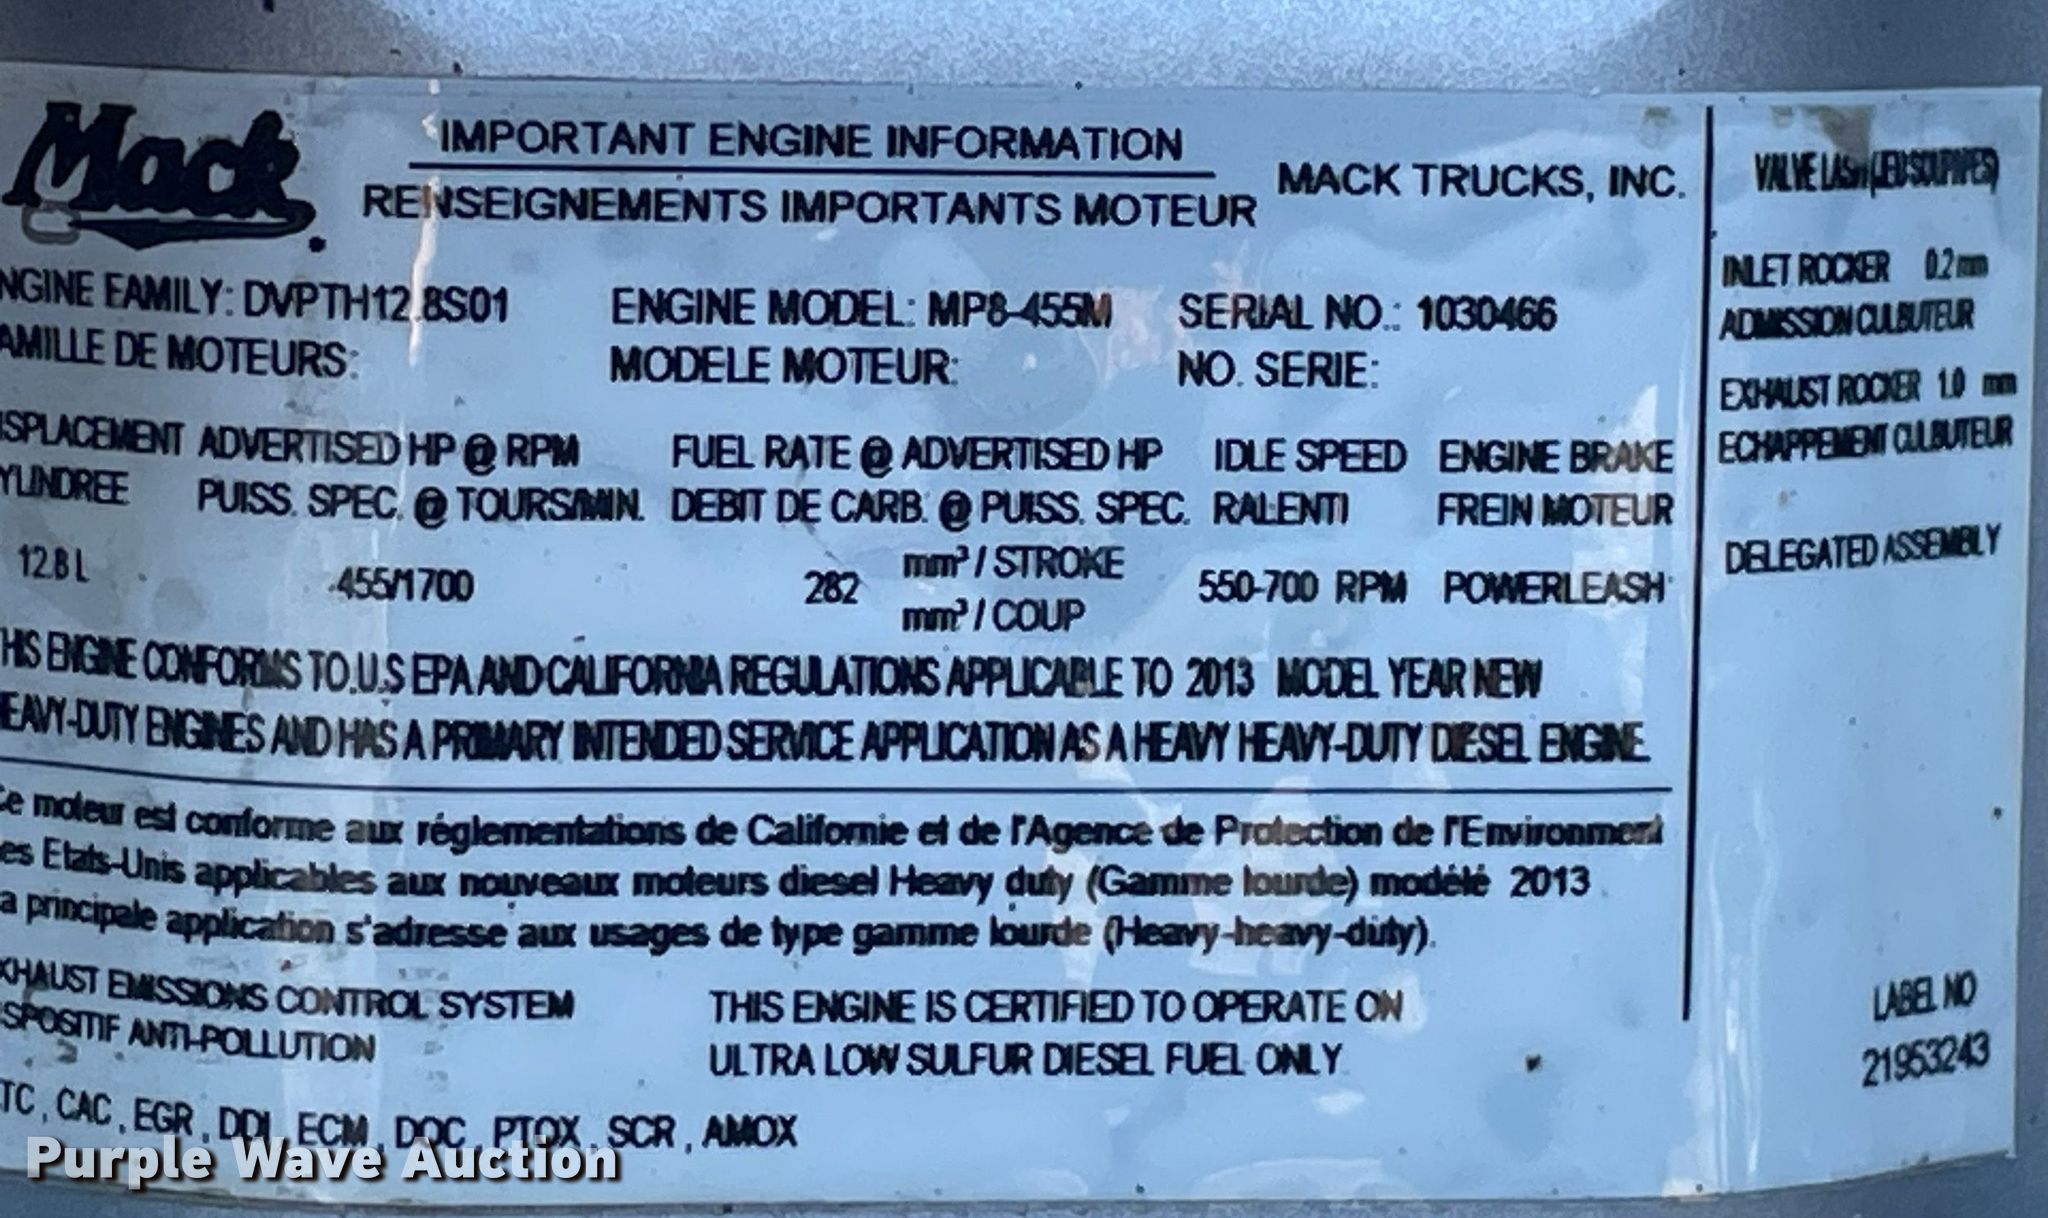 Mack
IMPORTANT ENGINE INFORMATION
RENSEIGNEMENTS IMPORTANTS MOTEUR
MACK TRUCKS, INC.
NGINE FAMILY: DVPTH12.8S01 ENGINE MODEL: MP8-455M SERIAL NO.: 1030466
AMILLE DE MOTEURS: MODELE MOTEUR: NO. SERIE:
ISPLACEMENT ADVERTISED HP @ RPM FUEL RATE @ ADVERTISED HP IDLE SPEED ENGINE BRAKE
YLINDREE PUISS. SPEC. @ TOURS/MIN. DEBIT DE CARB. @ PUISS. SPEC. RALENTI FREIN MOTEUR
12.8 L 455/1700 282 mm³ / STROKE 550-700 RPM POWERLEASH
mm³ / COUP
HIS ENGINE CONFORMS TO U.S EPA AND CALIFORNIA REGULATIONS APPLICABLE TO 2013 MODEL YEAR NEW
EAVY-DUTY ENGINES AND HAS A PRIMARY INTENDED SERVICE APPLICATION AS A HEAVY HEAVY-DUTY DIESEL ENGINE.
Ce moteur est conforme aux réglementations de Californie et de l'Agence de Protection de l'Environment
es Etats-Unis applicables aux nouveaux moteurs diesel Heavy duty (Gamme lourde) modélé 2013
a principale application s'adresse aux usages de type gamme lourde (Heavy-heavy-duty).
XHAUST EMISSIONS CONTROL SYSTEM
ISPOSITIF ANTI-POLLUTION
THIS ENGINE IS CERTIFIED TO OPERATE ON
ULTRA LOW SULFUR DIESEL FUEL ONLY
TC, CAC, EGR, DDI, ECM, DOC, PTOX, SCR, AMOX
VALVE LASH (JEU SOUPAPES)
INLET ROCKER 0.2 mm
ADMISSION CULBUTEUR
EXHAUST ROCKER 1.0 mm
ECHAPPEMENT CULBUTEUR
DELEGATED ASSEMBLY
LABEL NO
21953243
Purple Wave Auction